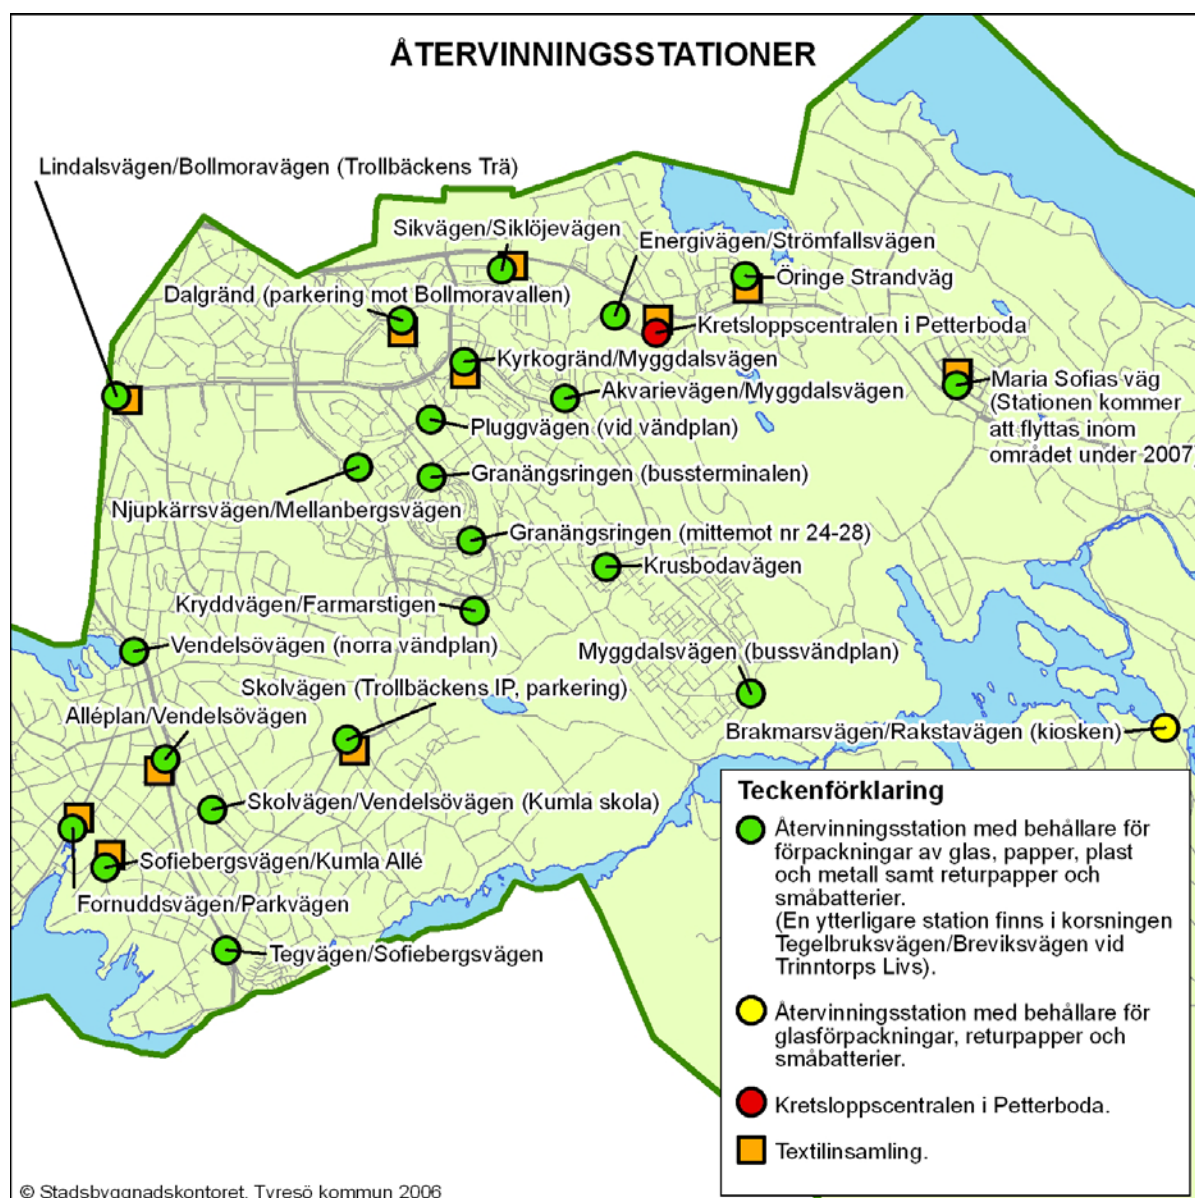 ÅTERVINNINGSSTATIONER
Lindalsvägen/Bollmoravägen (Trollbäckens Trä)
Sikvägen/Siklöjevägen
Energivägen/Strömfallsvägen
Öringe Strandväg
Dalgränd (parkering mot Bollmoravallen)
Kretsloppscentralen i Petterboda
Kyrkogränd/Myggdalsvägen
Akvarievägen/Myggdalsvägen
Maria Sofias väg
(Stationen kommer
att flyttas inom
området under 2007)
Pluggvägen (vid vändplan)
Granängsringen (bussterminalen)
Njupkärrsvägen/Mellanbergsvägen
Granängsringen (mittemot nr 24-28)
Krusbodavägen
Kryddvägen/Farmarstigen
Vendelsövägen (norra vändplan)
Myggdalsvägen (bussvändplan)
Skolvägen (Trollbäckens IP, parkering)
Alléplan/Vendelsövägen
Brakmarsvägen/Rakstavägen (kiosken)
Skolvägen/Vendelsövägen (Kumla skola)
Sofiebergsvägen/Kumla Allé
Fornuddsvägen/Parkvägen
Tegvägen/Sofiebergsvägen
Teckenförklaring
Återvinningsstation med behållare för
förpackningar av glas, papper, plast
och metall samt returpapper och
småbatterier.
(En ytterligare station finns i korsningen
Tegelbruksvägen/Breviksvägen vid
Trinntorps Livs).
Återvinningsstation med behållare för
glasförpackningar, returpapper och
småbatterier.
Kretsloppscentralen i Petterboda.
Textilinsamling.
© Stadsbyggnadskontoret, Tyresö kommun 2006